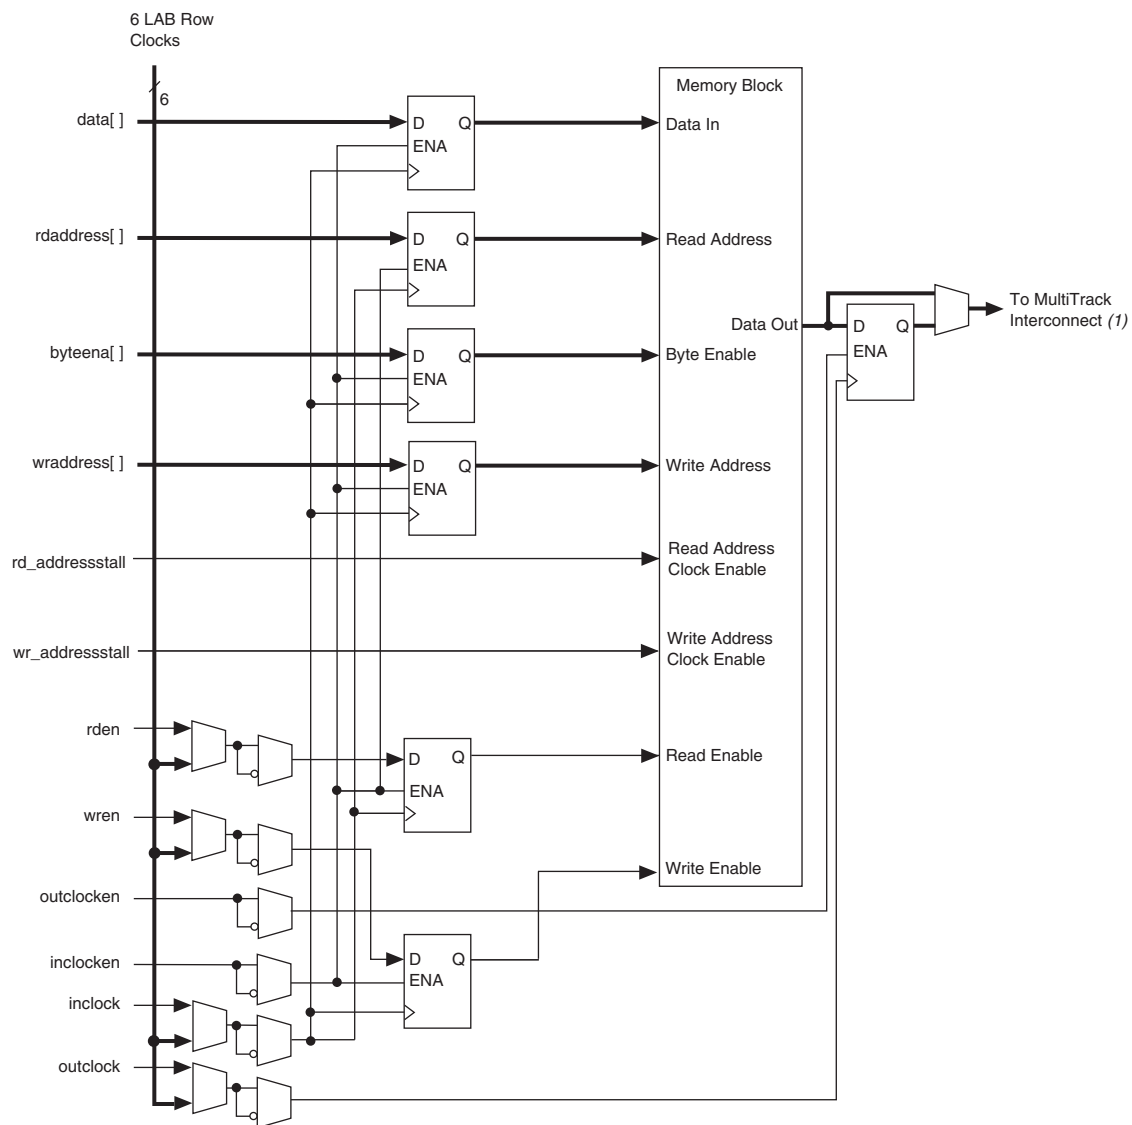 6 LAB Row
Clocks
6
Memory Block
data[ ]
D Q
ENA
Data In
rdaddress[ ]
D Q
ENA
Read Address
To MultiTrack
Interconnect (1)
Data Out
D Q
ENA
byteena[ ]
D Q
ENA
Byte Enable
wraddress[ ]
D Q
ENA
Write Address
rd_addressstall
Read Address
Clock Enable
wr_addressstall
Write Address
Clock Enable
rden
D Q
ENA
Read Enable
wren
Write Enable
outclocken
inclocken
D Q
ENA
inclock
outclock